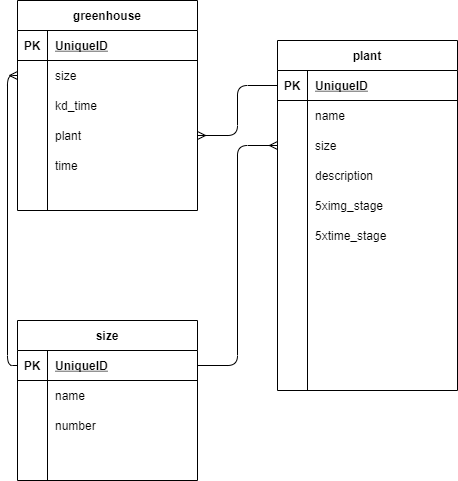 greenhouse
PK UniqueID
size
kd_time
plant
time
plant
PK UniqueID
name
size
description
5ximg_stage
5xtime_stage
size
PK UniqueID
name
number